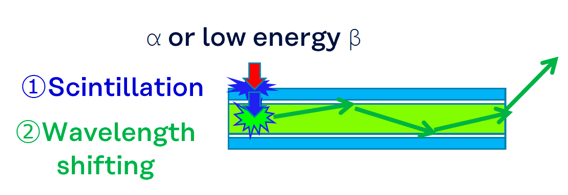 α or low energy β
①Scintillation
②Wavelength
shifting